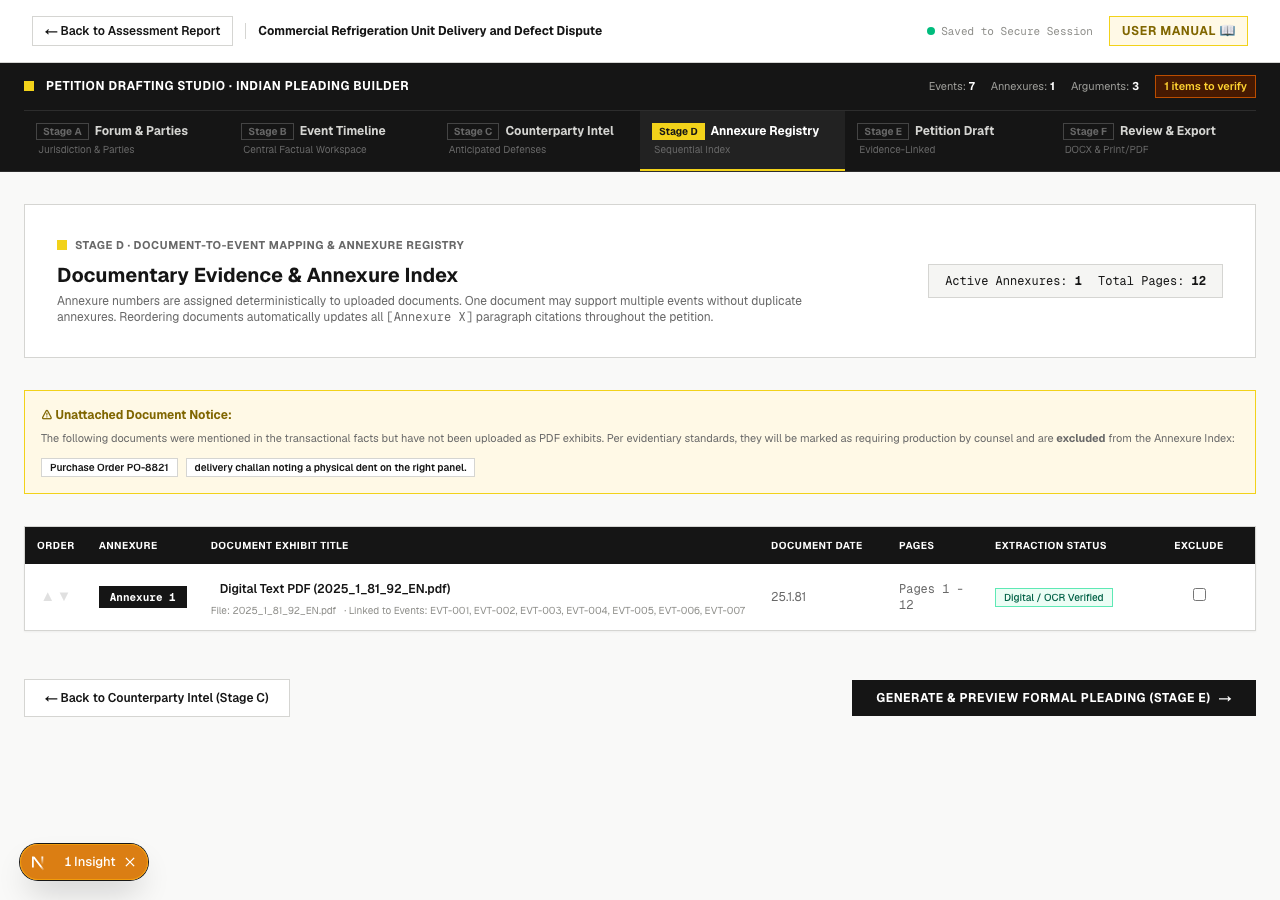 ← Back to Assessment Report
Commercial Refrigeration Unit Delivery and Defect Dispute
Saved to Secure Session
USER MANUAL 📖
PETITION DRAFTING STUDIO · INDIAN PLEADING BUILDER
Events: 7 Annexures: 1 Arguments: 3 1 items to verify
Stage A Forum & Parties
Jurisdiction & Parties
Stage B Event Timeline
Central Factual Workspace
Stage C Counterparty Intel
Anticipated Defenses
Stage D Annexure Registry
Sequential Index
Stage E Petition Draft
Evidence-Linked
Stage F Review & Export
DOCX & Print/PDF
STAGE D · DOCUMENT-TO-EVENT MAPPING & ANNEXURE REGISTRY
Documentary Evidence & Annexure Index
Annexure numbers are assigned deterministically to uploaded documents. One document may support multiple events without duplicate
annexures. Reordering documents automatically updates all [Annexure X] paragraph citations throughout the petition.
Active Annexures: 1 Total Pages: 12
⚠ Unattached Document Notice:
The following documents were mentioned in the transactional facts but have not been uploaded as PDF exhibits. Per evidentiary standards, they will be marked as requiring production by counsel and are excluded from the Annexure Index:
Purchase Order PO-8821
delivery challan noting a physical dent on the right panel.
ORDER ANNEXURE DOCUMENT EXHIBIT TITLE DOCUMENT DATE PAGES EXTRACTION STATUS EXCLUDE
▲ ▼ Annexure 1
Digital Text PDF (2025_1_81_92_EN.pdf)
File: 2025_1_81_92_EN.pdf · Linked to Events: EVT-001, EVT-002, EVT-003, EVT-004, EVT-005, EVT-006, EVT-007
25.1.81
Pages 1 -
12
Digital / OCR Verified
← Back to Counterparty Intel (Stage C)
GENERATE & PREVIEW FORMAL PLEADING (STAGE E) →
N 1 Insight ×